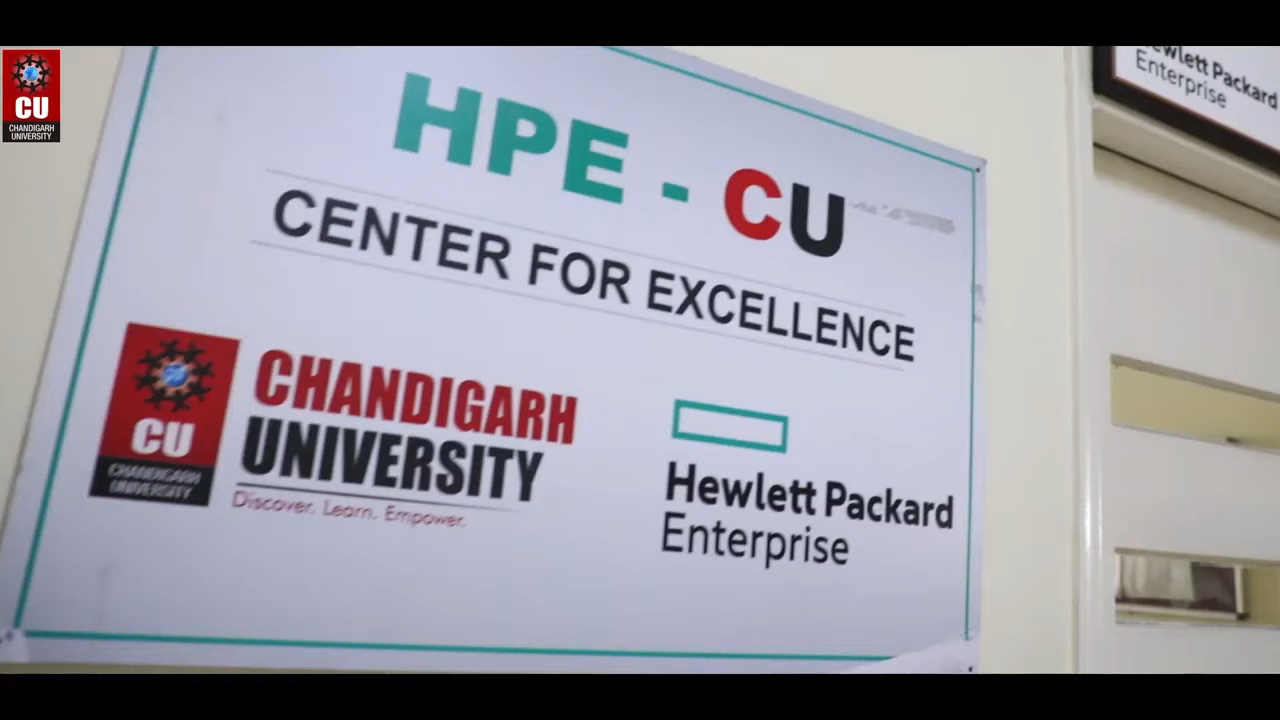 CU
CHANDIGARH
UNIVERSITY
Hewlett Packard
Enterprise
HPE - CU
CENTER FOR EXCELLENCE
CU
CHANDIGARH
UNIVERSITY
CHANDIGARH
UNIVERSITY
Discover. Learn. Empower.
Hewlett Packard
Enterprise